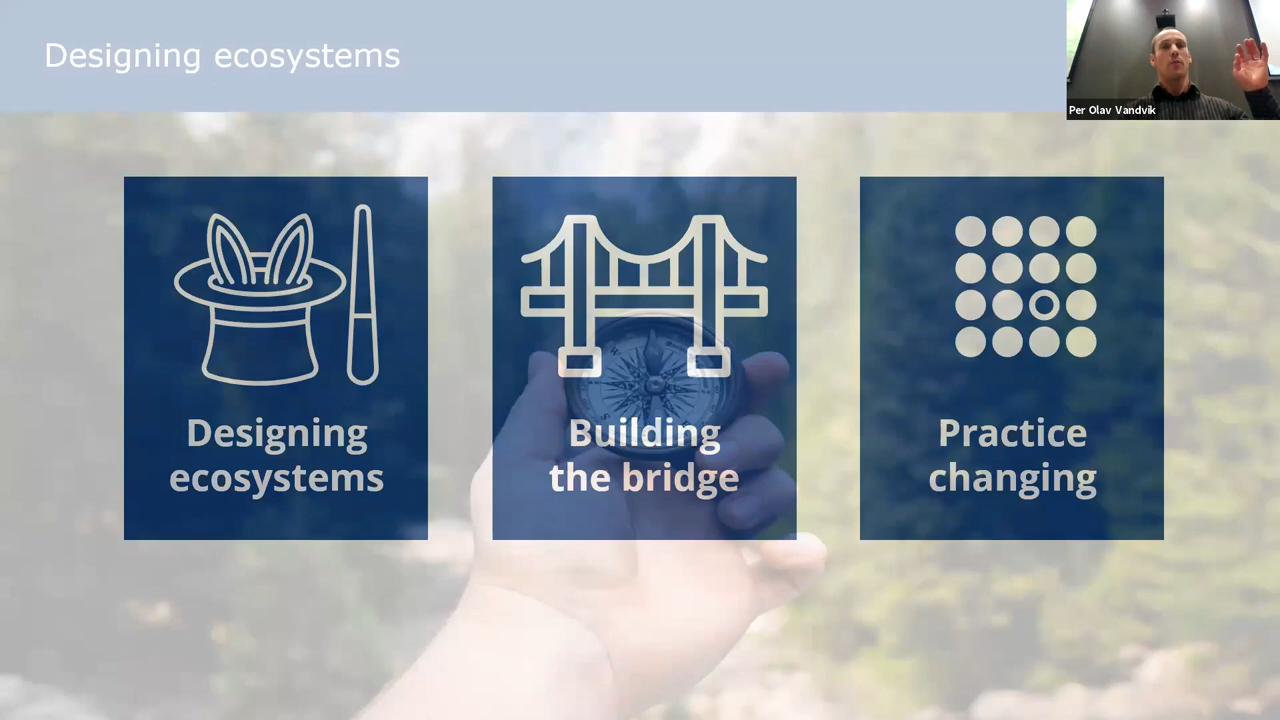 Designing ecosystems
Per Olav Vandvik
Designing
ecosystems
Building
the bridge
Practice
changing